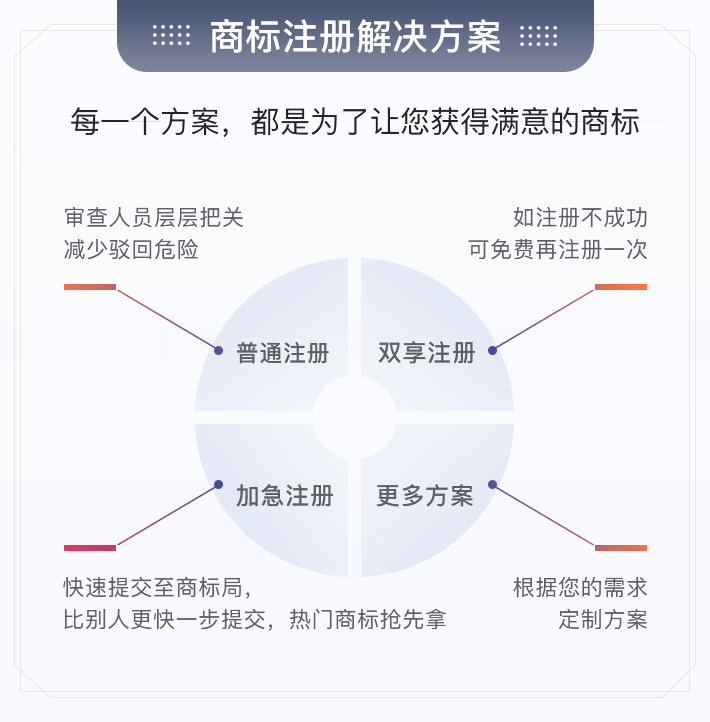 商标注册解决方案
每一个方案，都是为了让您获得满意的商标
审查人员层层把关
减少驳回危险
如注册不成功
可免费再注册一次
普通注册
双享注册
加急注册
更多方案
快速提交至商标局，
比别人更快一步提交，热门商标抢先拿
根据您的需求
定制方案